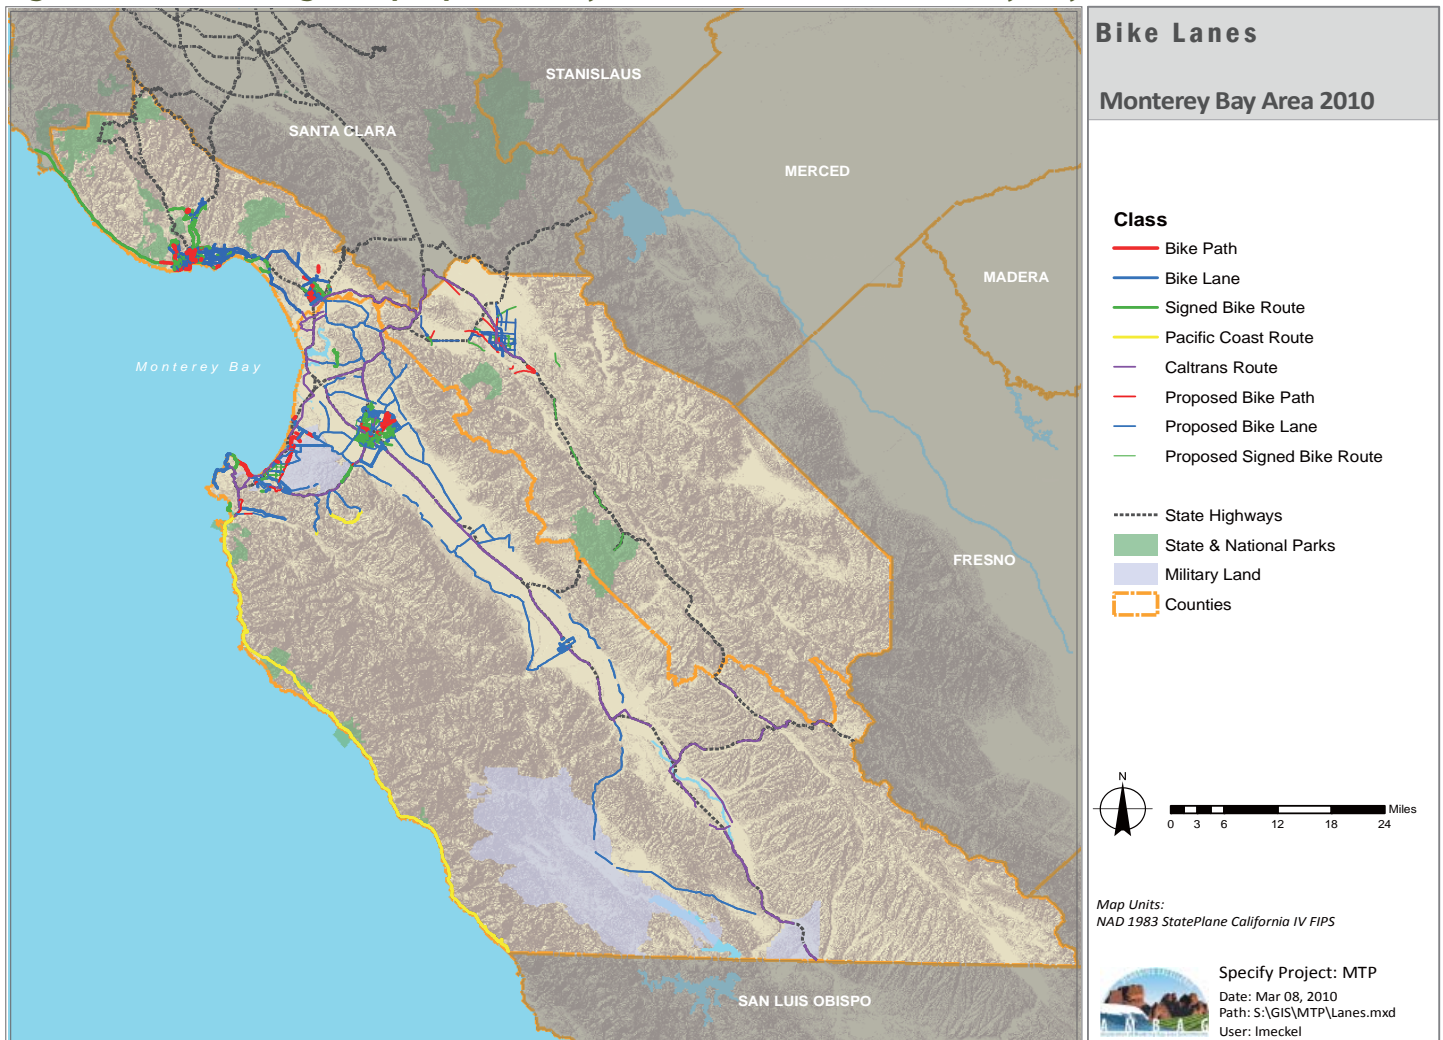 Bike Lanes
Monterey Bay Area 2010
STANISLAUS
SANTA CLARA
MERCED
MADERA
Monterey Bay
FRESNO
SAN LUIS OBISPO
Class
Bike Path
Bike Lane
Signed Bike Route
Pacific Coast Route
Caltrans Route
Proposed Bike Path
Proposed Bike Lane
Proposed Signed Bike Route
State Highways
State & National Parks
Military Land
Counties
N
Miles
0 3 6 12 18 24
Map Units:
NAD 1983 StatePlane California IV FIPS
Specify Project: MTP
Date: Mar 08, 2010
Path: S:\GIS\MTP\Lanes.mxd
User: lmeckel
AMBAG